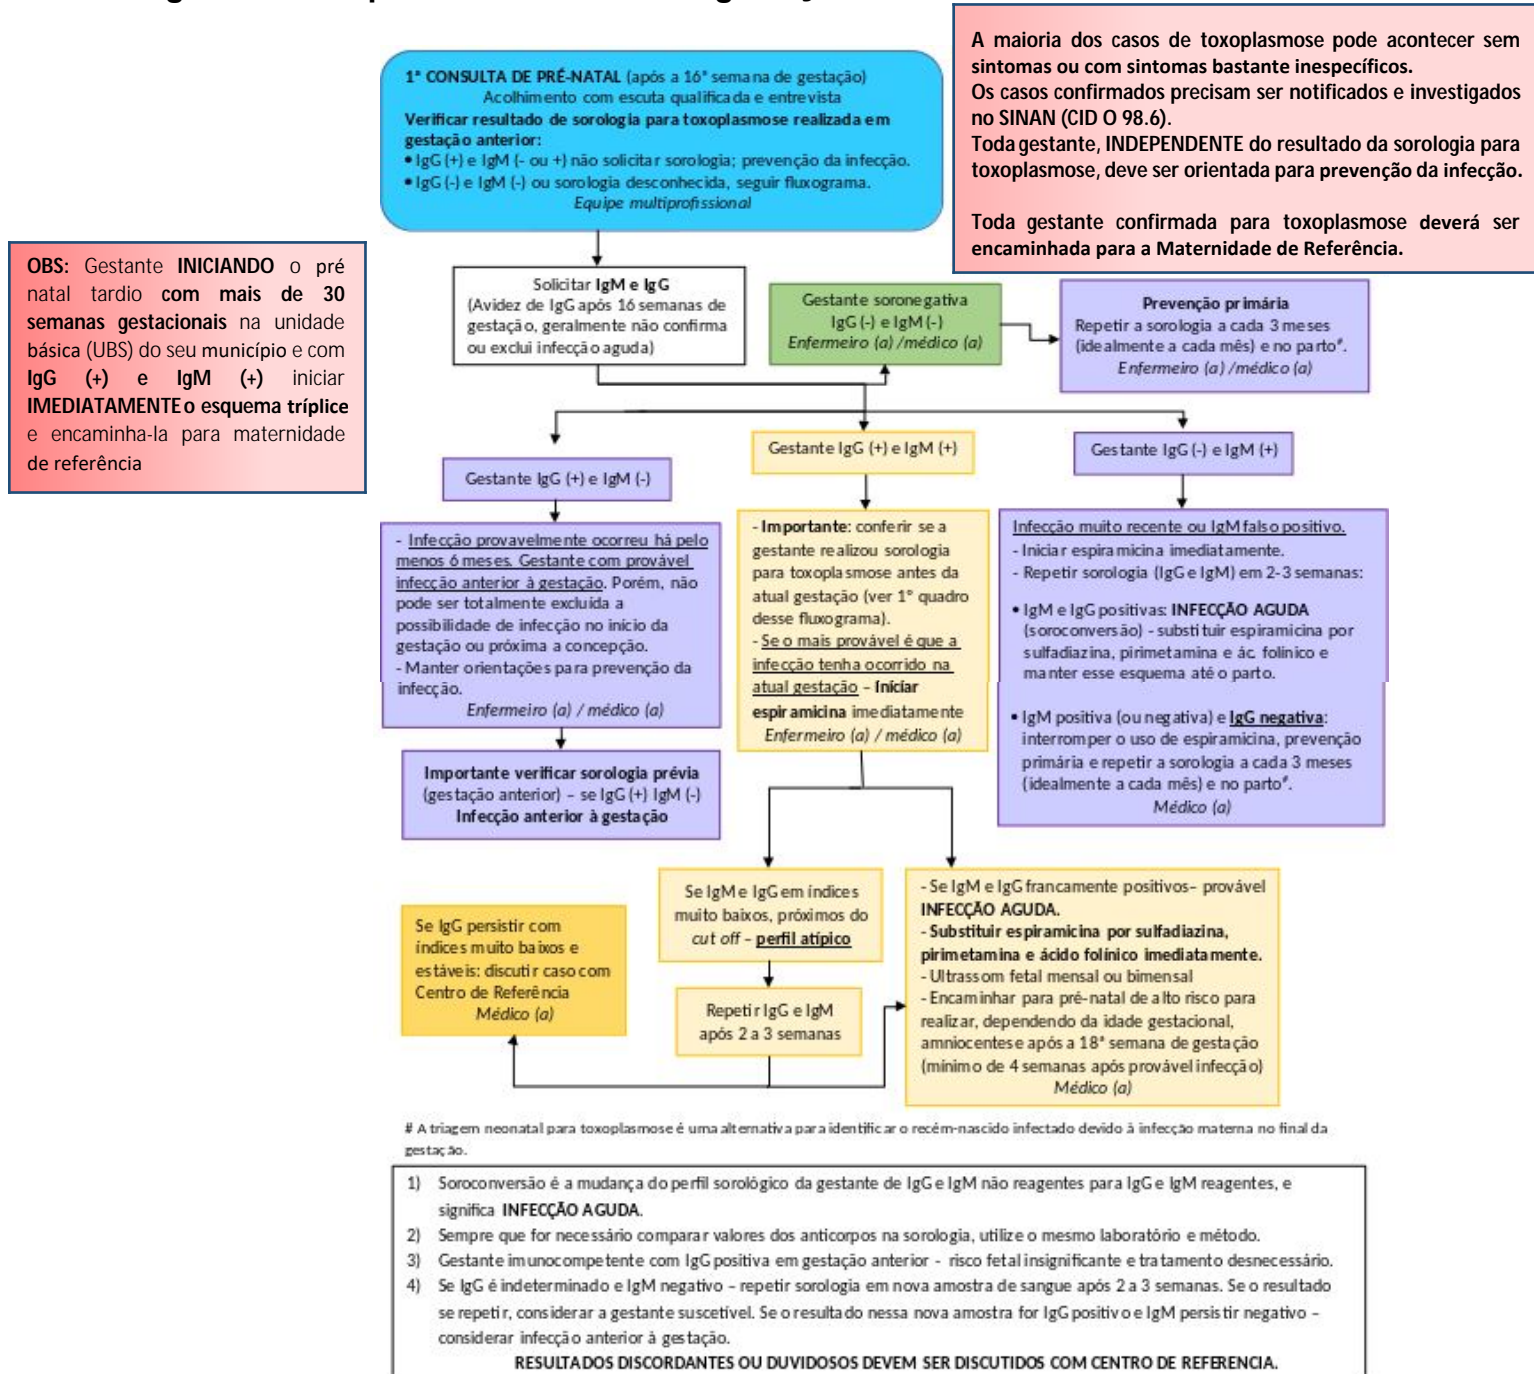 1ª CONSULTA DE PRÉ-NATAL (após a 16ª semana de gestação)
Acolhimento com escuta qualificada e entrevista
Verificar resultado de sorologia para toxoplasmose realizada em
gestação anterior:
• IgG (+) e IgM (- ou +) não solicitar sorologia; prevenção da infecção.
• IgG (-) e IgM (-) ou sorologia desconhecida, seguir fluxograma.
Equipe multiprofissional
A maioria dos casos de toxoplasmose pode acontecer sem
sintomas ou com sintomas bastante inespecíficos.
Os casos confirmados precisam ser notificados e investigados
no SINAN (CID O 98.6).
Toda gestante, INDEPENDENTE do resultado da sorologia para
toxoplasmose, deve ser orientada para prevenção da infecção.
Toda gestante confirmada para toxoplasmose deverá ser
encaminhada para a Maternidade de Referência.
OBS: Gestante INICIANDO o pré
natal tardio com mais de 30
semanas gestacionais na unidade
básica (UBS) do seu município e com
IgG (+) e IgM (+) iniciar
IMEDIATAMENTE o esquema tríplice
e encaminha-la para maternidade
de referência
Solicitar IgM e IgG
(Avidez de IgG após 16 semanas de
gestação, geralmente não confirma
ou exclui infecção aguda)
Gestante soronegativa
IgG (-) e IgM (-)
Enfermeiro (a) /médico (a)
Prevenção primária
Repetir a sorologia a cada 3 meses
(idealmente a cada mês) e no parto#.
Enfermeiro (a) /médico (a)
Gestante IgG (+) e IgM (-)
Gestante IgG (+) e IgM (+)
Gestante IgG (-) e IgM (+)
- Infecção provavelmente ocorreu há pelo
menos 6 meses. Gestante com provável
infecção anterior à gestação. Porém, não
pode ser totalmente excluída a
possibilidade de infecção no início da
gestação ou próxima a concepção.
- Manter orientações para prevenção da
infecção.
Enfermeiro (a) / médico (a)
Importante verificar sorologia prévia
(gestação anterior) – se IgG (+) IgM (-)
Infecção anterior à gestação
- Importante: conferir se a
gestante realizou sorologia
para toxoplasmose antes da
atual gestação (ver 1º quadro
desse fluxograma).
- Se o mais provável é que a
infecção tenha ocorrido na
atual gestação – Iniciar
espiramicina imediatamente
Enfermeiro (a) / médico (a)
Infecção muito recente ou IgM falso positivo.
- Iniciar espiramicina imediatamente.
- Repetir sorologia (IgG e IgM) em 2-3 semanas:
• IgM e IgG positivas: INFECÇÃO AGUDA
(soroconversão) - substituir espiramicina por
sulfadiazina, pirimetamina e ác. folínico e
manter esse esquema até o parto.
• IgM positiva (ou negativa) e IgG negativa:
interromper o uso de espiramicina, prevenção
primária e repetir a sorologia a cada 3 meses
(idealmente a cada mês) e no parto#.
Médico (a)
Se IgG persistir com
índices muito baixos e
estáveis: discutir caso com
Centro de Referência
Médico (a)
Se IgM e IgG em índices
muito baixos, próximos do
cut off – perfil atípico
Repetir IgG e IgM
após 2 a 3 semanas
- Se IgM e IgG francamente positivos– provável
INFECÇÃO AGUDA.
- Substituir espiramicina por sulfadiazina,
pirimetamina e ácido folínico imediatamente.
- Ultrassom fetal mensal ou bimensal
- Encaminhar para pré-natal de alto risco para
realizar, dependendo da idade gestacional,
amniocentese após a 18ª semana de gestação
(mínimo de 4 semanas após provável infecção)
Médico (a)
# A triagem neonatal para toxoplasmose é uma alternativa para identificar o recém-nascido infectado devido à infecção materna no final da
gestação.
1) Soroconversão é a mudança do perfil sorológico da gestante de IgG e IgM não reagentes para IgG e IgM reagentes, e
significa INFECÇÃO AGUDA.
2) Sempre que for necessário comparar valores dos anticorpos na sorologia, utilize o mesmo laboratório e método.
3) Gestante imunocompetente com IgG positiva em gestação anterior - risco fetal insignificante e tratamento desnecessário.
4) Se IgG é indeterminado e IgM negativo – repetir sorologia em nova amostra de sangue após 2 a 3 semanas. Se o resultado
se repetir, considerar a gestante suscetível. Se o resultado nessa nova amostra for IgG positivo e IgM persistir negativo –
considerar infecção anterior à gestação.
RESULTADOS DISCORDANTES OU DUVIDOSOS DEVEM SER DISCUTIDOS COM CENTRO DE REFERENCIA.